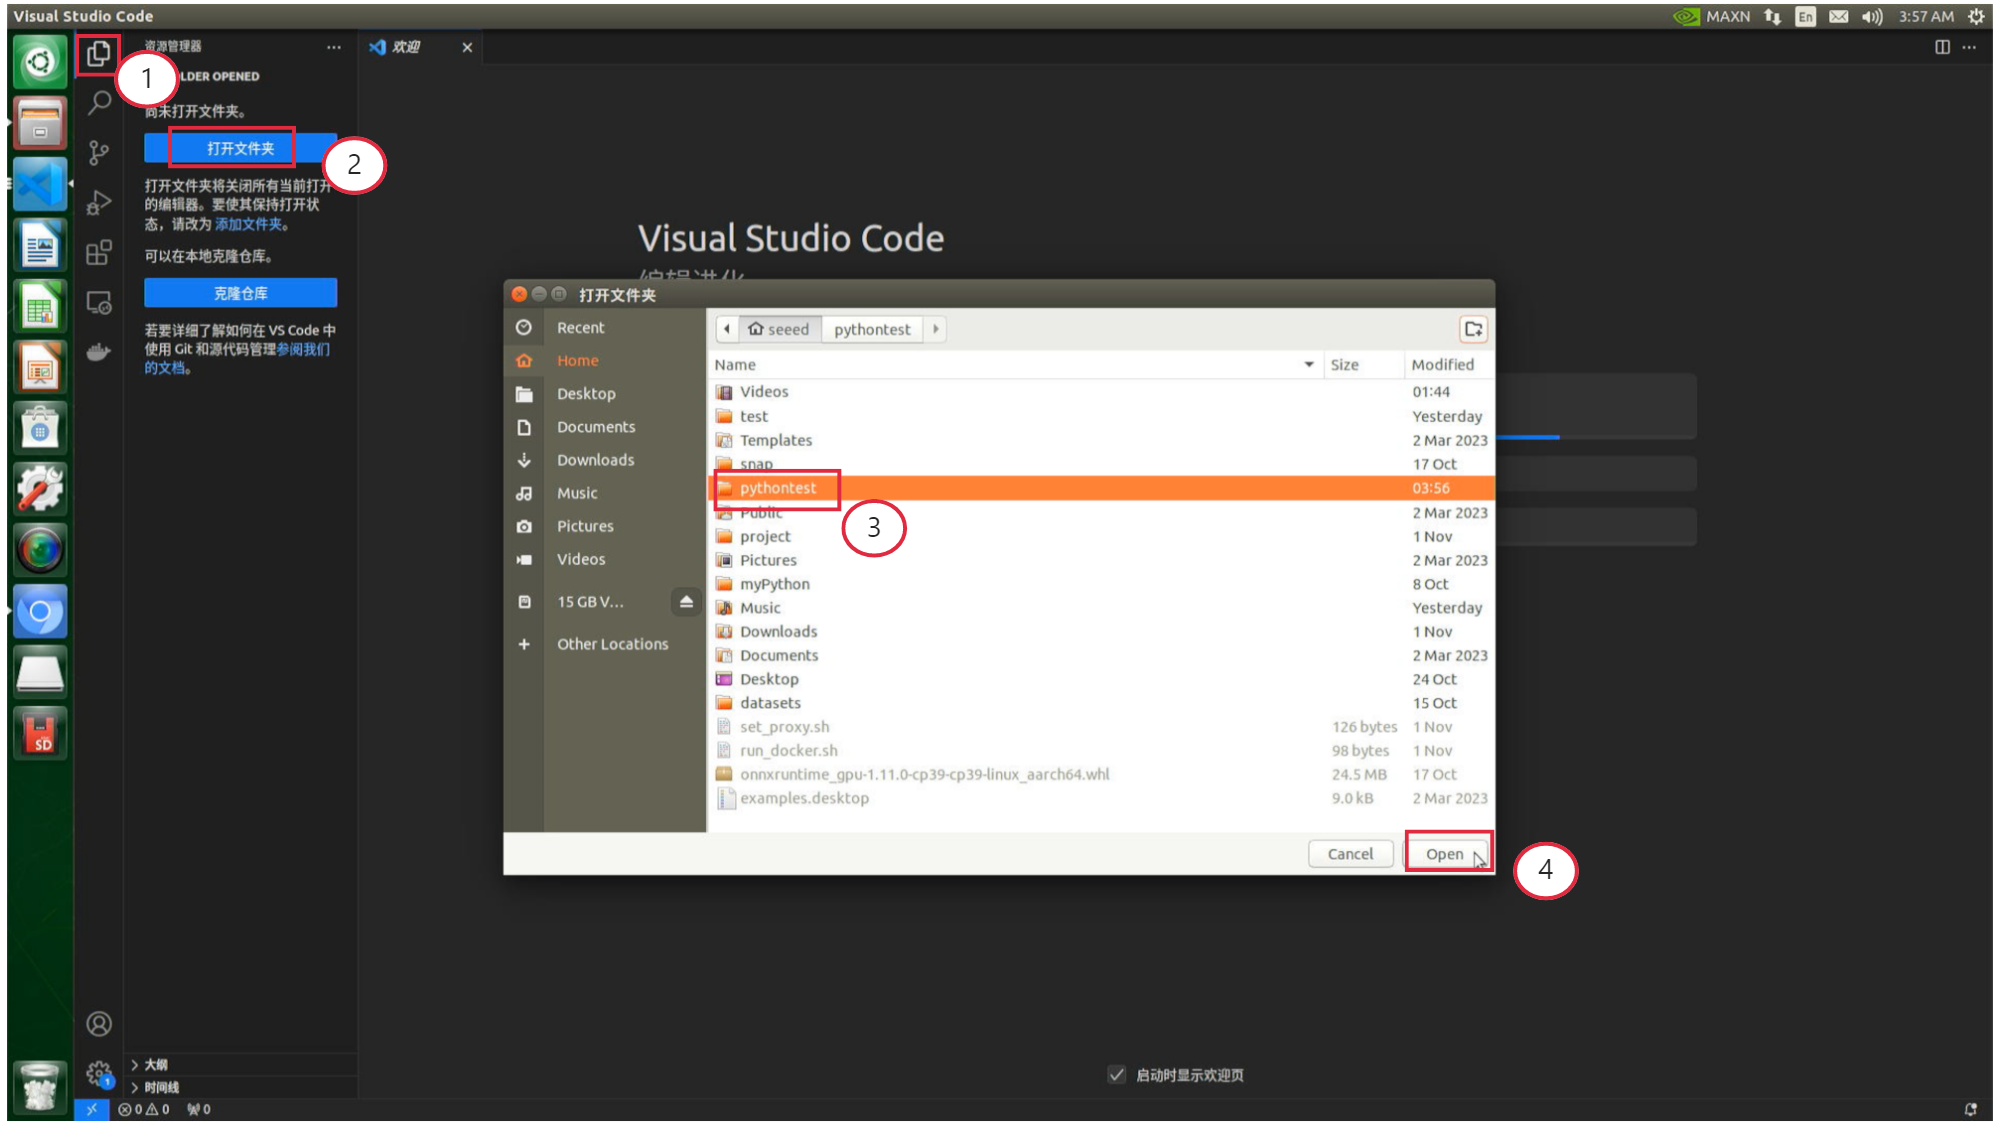 Visual Studio Code
MAXN
En
3:57 AM
资源管理器
欢迎
1
LDER OPENED
尚未打开文件夹。
打开文件夹
2
打开文件夹将关闭所有当前打开
的编辑器。要使其保持打开状
态，请改为 添加文件夹。
可以在本地克隆仓库。
克隆仓库
若要详细了解如何在 VS Code 中
使用 Git 和源代码管理参阅我们
的文档。
Visual Studio Code
编辑进化
打开文件夹
Recent
Home
Desktop
Documents
Downloads
Music
Pictures
Videos
15 GB V...
Other Locations
seeed
pythontest
Name Size Modified
Videos 01:44
test Yesterday
Templates 2 Mar 2023
snap 17 Oct
pythontest 03:56
3
Public 2 Mar 2023
project 1 Nov
Pictures 2 Mar 2023
myPython 8 Oct
Music Yesterday
Downloads 1 Nov
Documents 2 Mar 2023
Desktop 24 Oct
datasets 15 Oct
set_proxy.sh 126 bytes 1 Nov
run_docker.sh 98 bytes 1 Nov
onnxruntime_gpu-1.11.0-cp39-cp39-linux_aarch64.whl 24.5 MB 17 Oct
examples.desktop 9.0 kB 2 Mar 2023
Cancel
Open
4
SD
大纲
1
时间线
启动时显示欢迎页
0 0 0